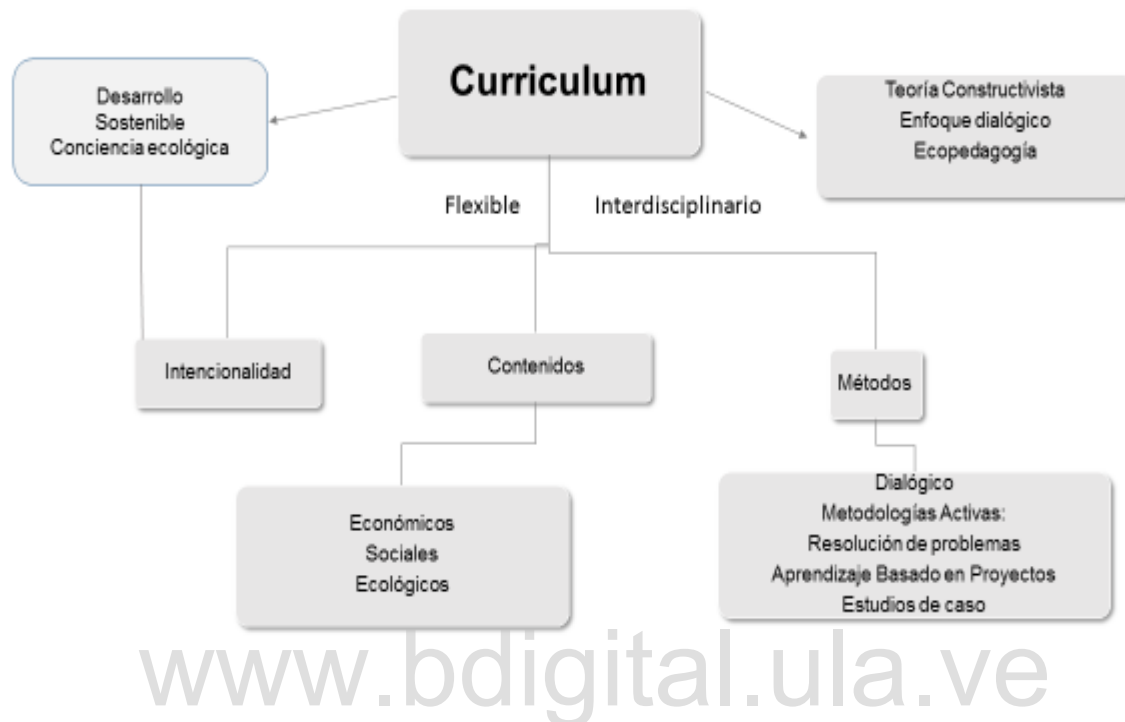 Curriculum
Desarrollo
Sostenible
Conciencia ecológica
Teoría Constructivista
Enfoque dialógico
Ecopedagogía
Flexible
Interdisciplinario
Intencionalidad
Contenidos
Métodos
Económicos
Sociales
Ecológicos
Dialógico
Metodologías Activas:
Resolución de problemas
Aprendizaje Basado en Proyectos
Estudios de caso
www.bdigital.ula.ve